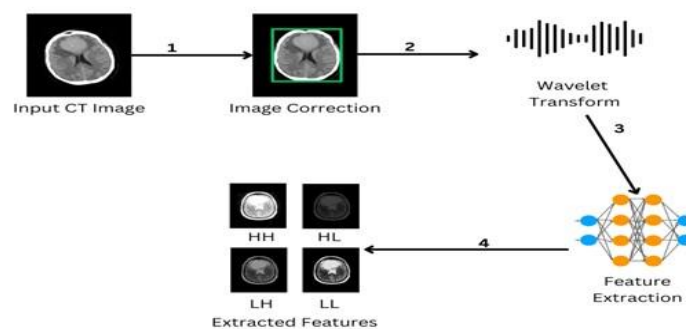 1
2
Input CT Image
Image Correction
Wavelet
Transform
3
HH
HL
4
LH
LL
Extracted Features
Feature
Extraction